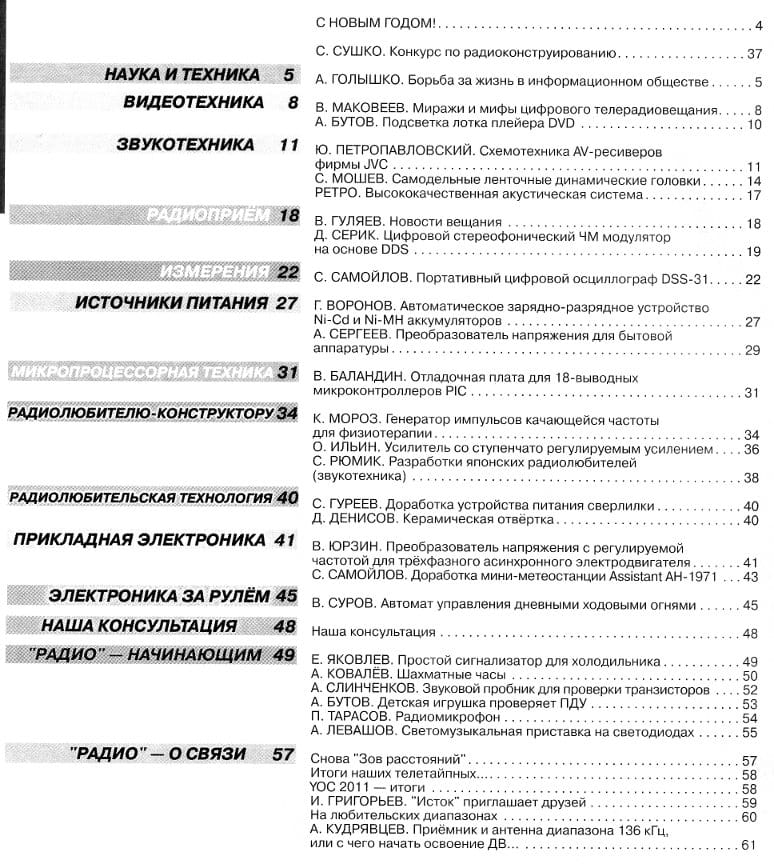 С НОВЫМ ГОДОМ! 4
С. СУШКО. Конкурс по радиоконструированию 37
НАУКА И ТЕХНИКА 5
А. ГОЛЫШКО. Борьба за жизнь в информационном обществе 5
ВИДЕОТЕХНИКА 8
В. МАКОВЕЕВ. Миражи и мифы цифрового телерадиовещания 8
А. БУТОВ. Подсветка лотка плейера DVD 10
ЗВУКОТЕХНИКА 11
Ю. ПЕТРОПАВЛОВСКИЙ. Схемотехника AV-ресиверов
фирмы JVC 11
С. МОШЕВ. Самодельные ленточные динамические головки 14
РЕТРО. Высококачественная акустическая система 17
РАДИОПРИЁМ 18
В. ГУЛЯЕВ. Новости вещания 18
Д. СЕРИК. Цифровой стереофонический ЧМ модулятор
на основе DDS 19
ИЗМЕРЕНИЯ 22
С. САМОЙЛОВ. Портативный цифровой осциллограф DSS-31 22
ИСТОЧНИКИ ПИТАНИЯ 27
Г. ВОРОНОВ. Автоматическое зарядно-разрядное устройство
Ni-Cd и Ni-MH аккумуляторов 27
А. СЕРГЕЕВ. Преобразователь напряжения для бытовой
аппаратуры 29
МИКРОПРОЦЕССОРНАЯ ТЕХНИКА 31
В. БАЛАНДИН. Отладочная плата для 18-выводных
микроконтроллеров PIC 31
РАДИОЛЮБИТЕЛЮ-КОНСТРУКТОРУ 34
К. МОРОЗ. Генератор импульсов качающейся частоты
для физиотерапии 34
О. ИЛЬИН. Усилитель со ступенчато регулируемым усилением 36
С. РЮМИК. Разработки японских радиолюбителей
(звукотехника) 38
РАДИОЛЮБИТЕЛЬСКАЯ ТЕХНОЛОГИЯ 40
С. ГУРЕЕВ. Доработка устройства питания сверлилки 40
Д. ДЕНИСОВ. Керамическая отвёртка 40
ПРИКЛАДНАЯ ЭЛЕКТРОНИКА 41
В. ЮРЗИН. Преобразователь напряжения с регулируемой
частотой для трёхфазного асинхронного электродвигателя 41
С. САМОЙЛОВ. Доработка мини-метеостанции Assistant AH-1971 43
ЭЛЕКТРОНИКА ЗА РУЛЁМ 45
В. СУРОВ. Автомат управления дневными ходовыми огнями 45
НАША КОНСУЛЬТАЦИЯ 48
Наша консультация 48
"РАДИО" — НАЧИНАЮЩИМ 49
Е. ЯКОВЛЕВ. Простой сигнализатор для холодильника 49
А. КОВАЛЁВ. Шахматные часы 50
А. СЛИНЧЕНКОВ. Звуковой пробник для проверки транзисторов 52
А. БУТОВ. Детская игрушка проверяет ПДУ 53
П. ТАРАСОВ. Радиомикрофон 54
А. ЛЕВАШОВ. Светомузыкальная приставка на светодиодах 55
"РАДИО" — О СВЯЗИ 57
Снова "Зов расстояний" 57
Итоги наших телетайпных... 58
YOC 2011 — итоги 58
И. ГРИГОРЬЕВ. "Исток" приглашает друзей 59
На любительских диапазонах 60
А. КУДРЯВЦЕВ. Приёмник и антенна диапазона 136 кГц,
или с чего начать освоение ДВ... 61